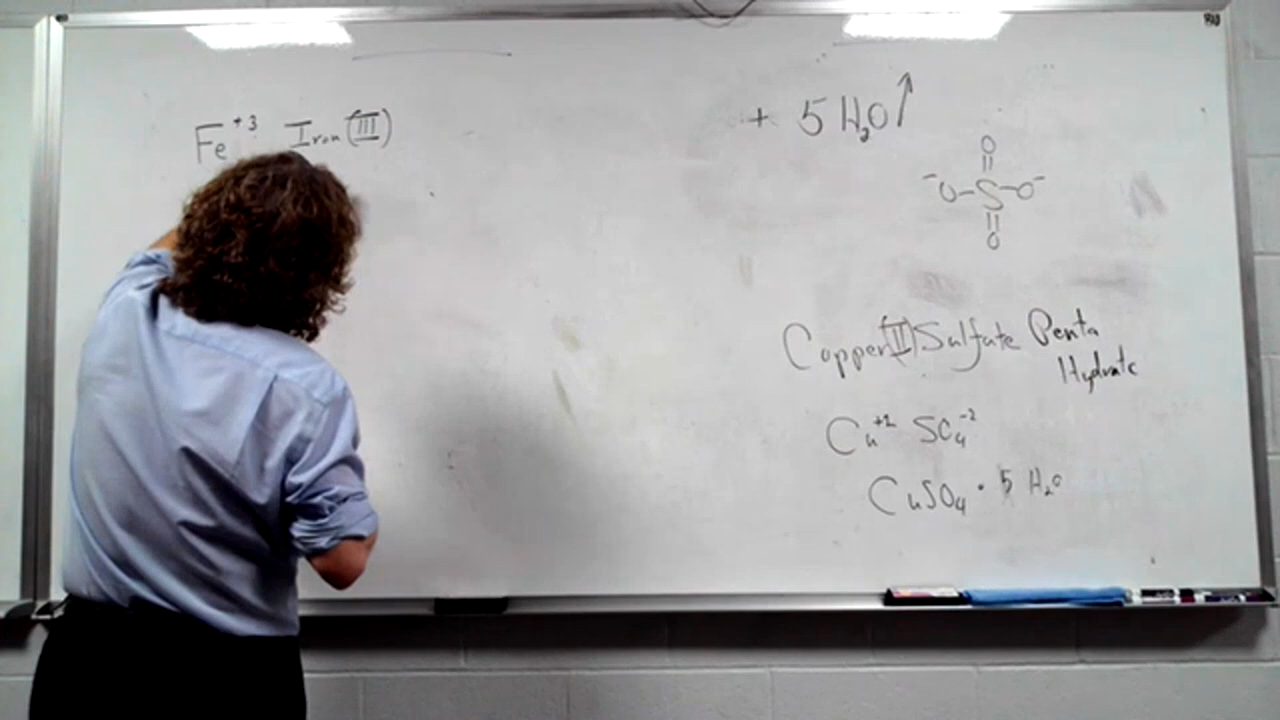 Fe+3 Iron (III)
+ 5 H2O↑
O
-O-S-O-
O
Copper(II) Sulfate Penta
Hydrate
Cu+2 SO4-2
CuSO4 • 5 H2O